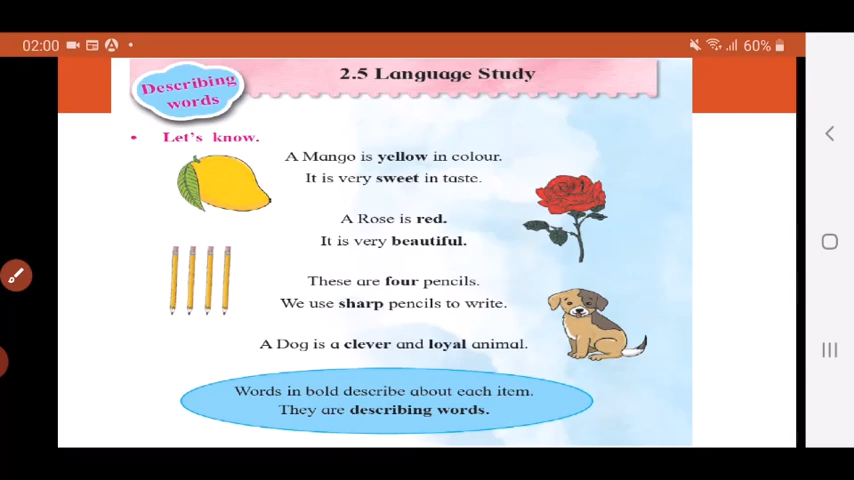 02:00
60%
Describing
words
2.5 Language Study
• Let's know.
A Mango is yellow in colour.
It is very sweet in taste.
A Rose is red.
It is very beautiful.
These are four pencils.
We use sharp pencils to write.
A Dog is a clever and loyal animal.
Words in bold describe about each item.
They are describing words.